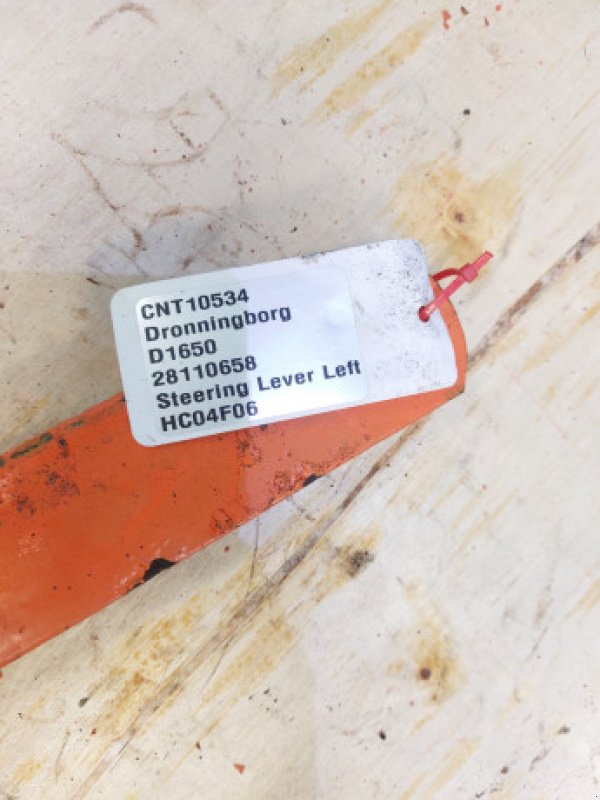 CNT10534
Dronningborg
D1650
28110658
Steering Lever Left
HC04F06